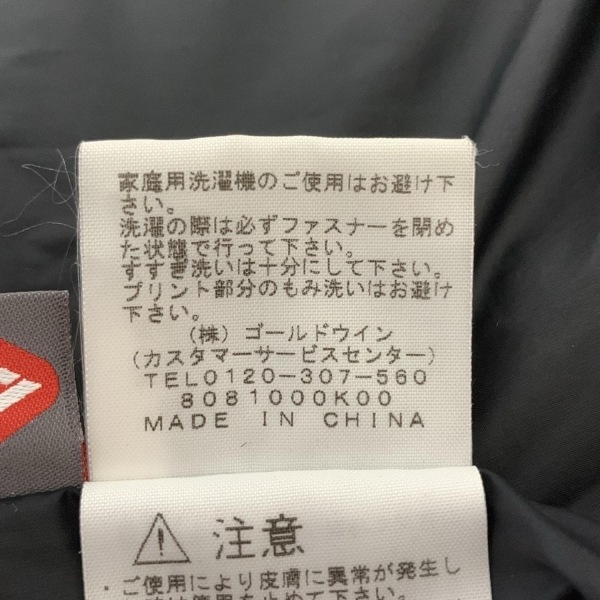 家庭用洗濯機のご使用はお避け下
さい。
洗濯の際は必ずファスナーを閉め
た状態で行って下さい。
すすぎ洗いは十分にして下さい。
プリント部分のもみ洗いはお避け
下さい。
(株)ゴールドウイン
(カスタマーサービスセンター)
TEL0120-307-560
8081000K00
MADE IN CHINA
注意
・ご使用により皮膚に異常が発生し